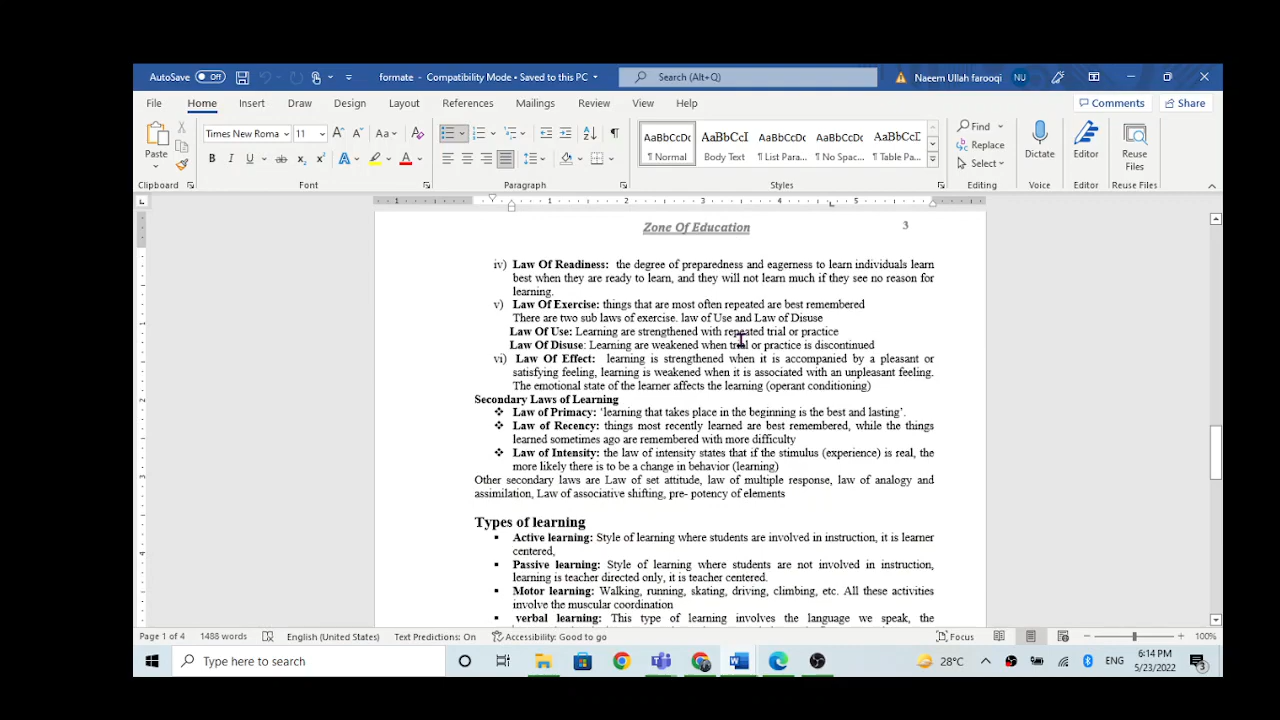 AutoSave Off formate - Compatibility Mode • Saved to this PC Search (Alt+Q) Naeem Ullah farooqi NU
File Home Insert Draw Design Layout References Mailings Review View Help Comments Share
Times New Roma 11 Aa AaBbCcDc AaBbCcI AaBbCcDc AaBbCcDc AaBbCcDc Find
Replace
Paste B I U ab x₂ x² A A ¶ Normal Body Text ¶ List Para... ¶ No Spac... ¶ Table Pa... Select Dictate Editor Reuse Files
Clipboard Font Paragraph Styles Editing Voice Editor Reuse Files
1 1 2 3 4 5
Zone Of Education 3
iv) Law Of Readiness: the degree of preparedness and eagerness to learn individuals learn
best when they are ready to learn, and they will not learn much if they see no reason for
learning.
v) Law Of Exercise: things that are most often repeated are best remembered
There are two sub laws of exercise. law of Use and Law of Disuse
Law Of Use: Learning are strengthened with repeated trial or practice
Law Of Disuse: Learning are weakened when trial or practice is discontinued
vi) Law Of Effect: learning is strengthened when it is accompanied by a pleasant or
satisfying feeling, learning is weakened when it is associated with an unpleasant feeling.
The emotional state of the learner affects the learning (operant conditioning)
Secondary Laws of Learning
❖ Law of Primacy: ‘learning that takes place in the beginning is the best and lasting’.
❖ Law of Recency: things most recently learned are best remembered, while the things
learned sometimes ago are remembered with more difficulty
❖ Law of Intensity: the law of intensity states that if the stimulus (experience) is real, the
more likely there is to be a change in behavior (learning)
Other secondary laws are Law of set attitude, law of multiple response, law of analogy and
assimilation, Law of associative shifting, pre- potency of elements
Types of learning
▪ Active learning: Style of learning where students are involved in instruction, it is learner
centered,
▪ Passive learning: Style of learning where students are not involved in instruction,
learning is teacher directed only, it is teacher centered.
▪ Motor learning: Walking, running, skating, driving, climbing, etc. All these activities
involve the muscular coordination
▪ verbal learning: This type of learning involves the language we speak, the
Page 1 of 4 1488 words English (United States) Text Predictions: On Accessibility: Good to go Focus 100%
Type here to search 28°C ENG 6:14 PM
5/23/2022 3